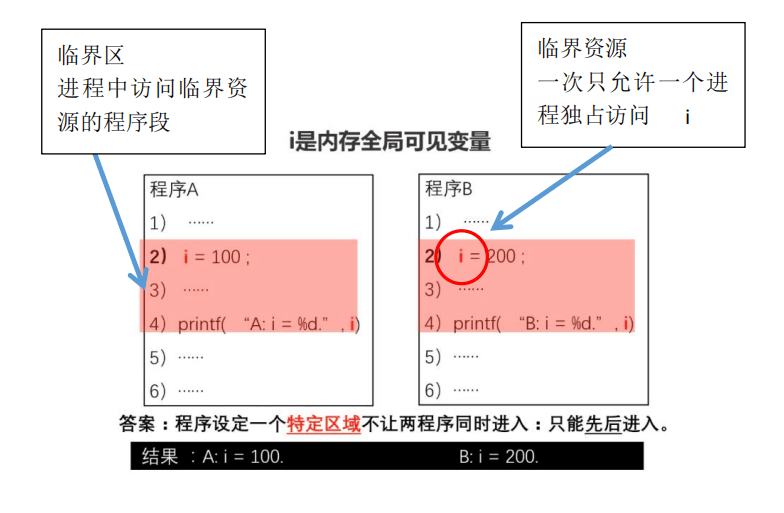 临界区
进程中访问临界资
源的程序段
临界资源
一次只允许一个进
程独占访问 i
i是内存全局可见变量
程序A
1) ······
2) i = 100 ;
3) ······
4) printf( “A: i = %d.” , i)
5) ······
6) ······
程序B
1) ······
2) i = 200 ;
3) ······
4) printf( “B: i = %d.” , i)
5) ······
6) ······
答案：程序设定一个特定区域不让两程序同时进入：只能先后进入。
结果 ：A: i = 100. B: i = 200.